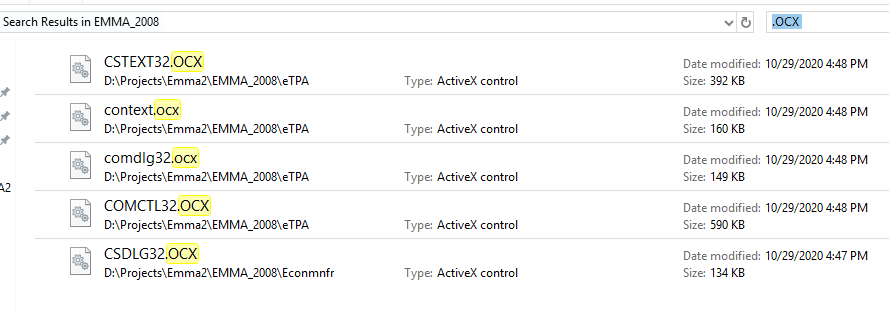 Search Results in EMMA_2008
.OCX
CSTEXT32.OCX
Date modified: 10/29/2020 4:48 PM
D:\Projects\Emma2\EMMA_2008\eTPA Type: ActiveX control Size: 392 KB
context.ocx
Date modified: 10/29/2020 4:48 PM
D:\Projects\Emma2\EMMA_2008\eTPA Type: ActiveX control Size: 160 KB
comdlg32.ocx
Date modified: 10/29/2020 4:48 PM
D:\Projects\Emma2\EMMA_2008\eTPA Type: ActiveX control Size: 149 KB
A2
COMCTL32.OCX
Date modified: 10/29/2020 4:48 PM
D:\Projects\Emma2\EMMA_2008\eTPA Type: ActiveX control Size: 590 KB
CSDLG32.OCX
Date modified: 10/29/2020 4:47 PM
D:\Projects\Emma2\EMMA_2008\Econmnfr Type: ActiveX control Size: 134 KB